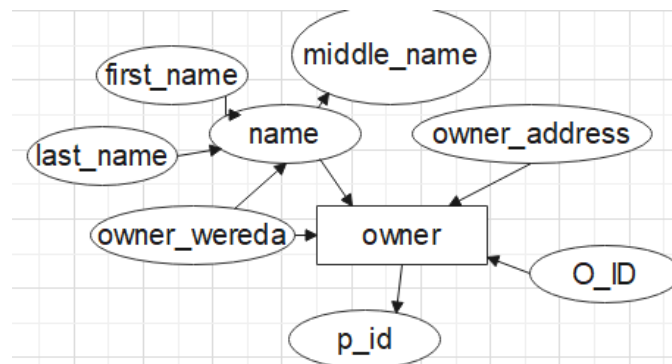 middle_name
first_name
name
owner_address
last_name
owner_wereda
owner
O_ID
p_id